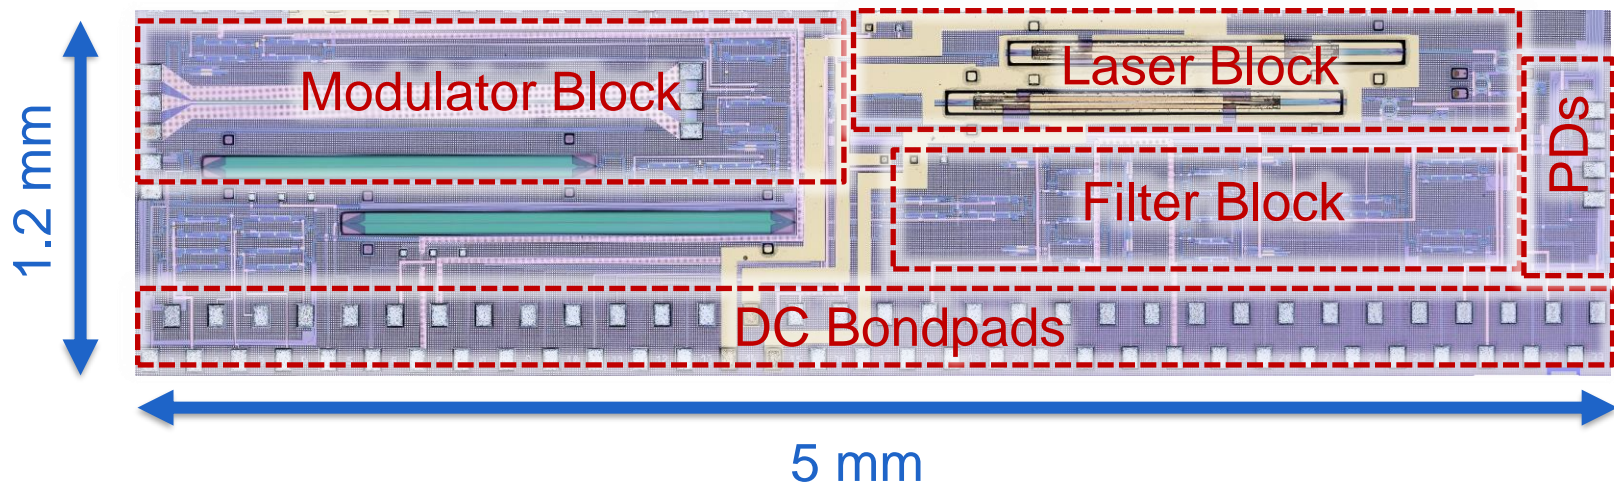 Modulator Block
Laser Block
PDs
Filter Block
DC Bondpads
1.2 mm
5 mm